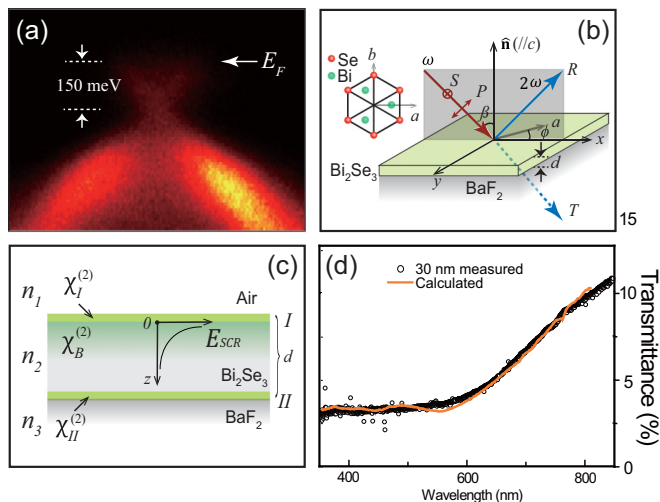 (a)
150 meV
E_F
(b)
Se
Bi
b
a
n̂(//c)
ω
S
P
β
2ω
R
a
ϕ
x
d
y
Bi₂Se₃
BaF₂
T
15
(c)
n₁
χ_I^(2)
Air
0
I
n₂
χ_B^(2)
E_SCR
d
z
Bi₂Se₃
II
n₃
χ_II^(2)
BaF₂
(d)
30 nm measured
Calculated
10
5
0
Transmittance (%)
400
600
800
Wavelength (nm)